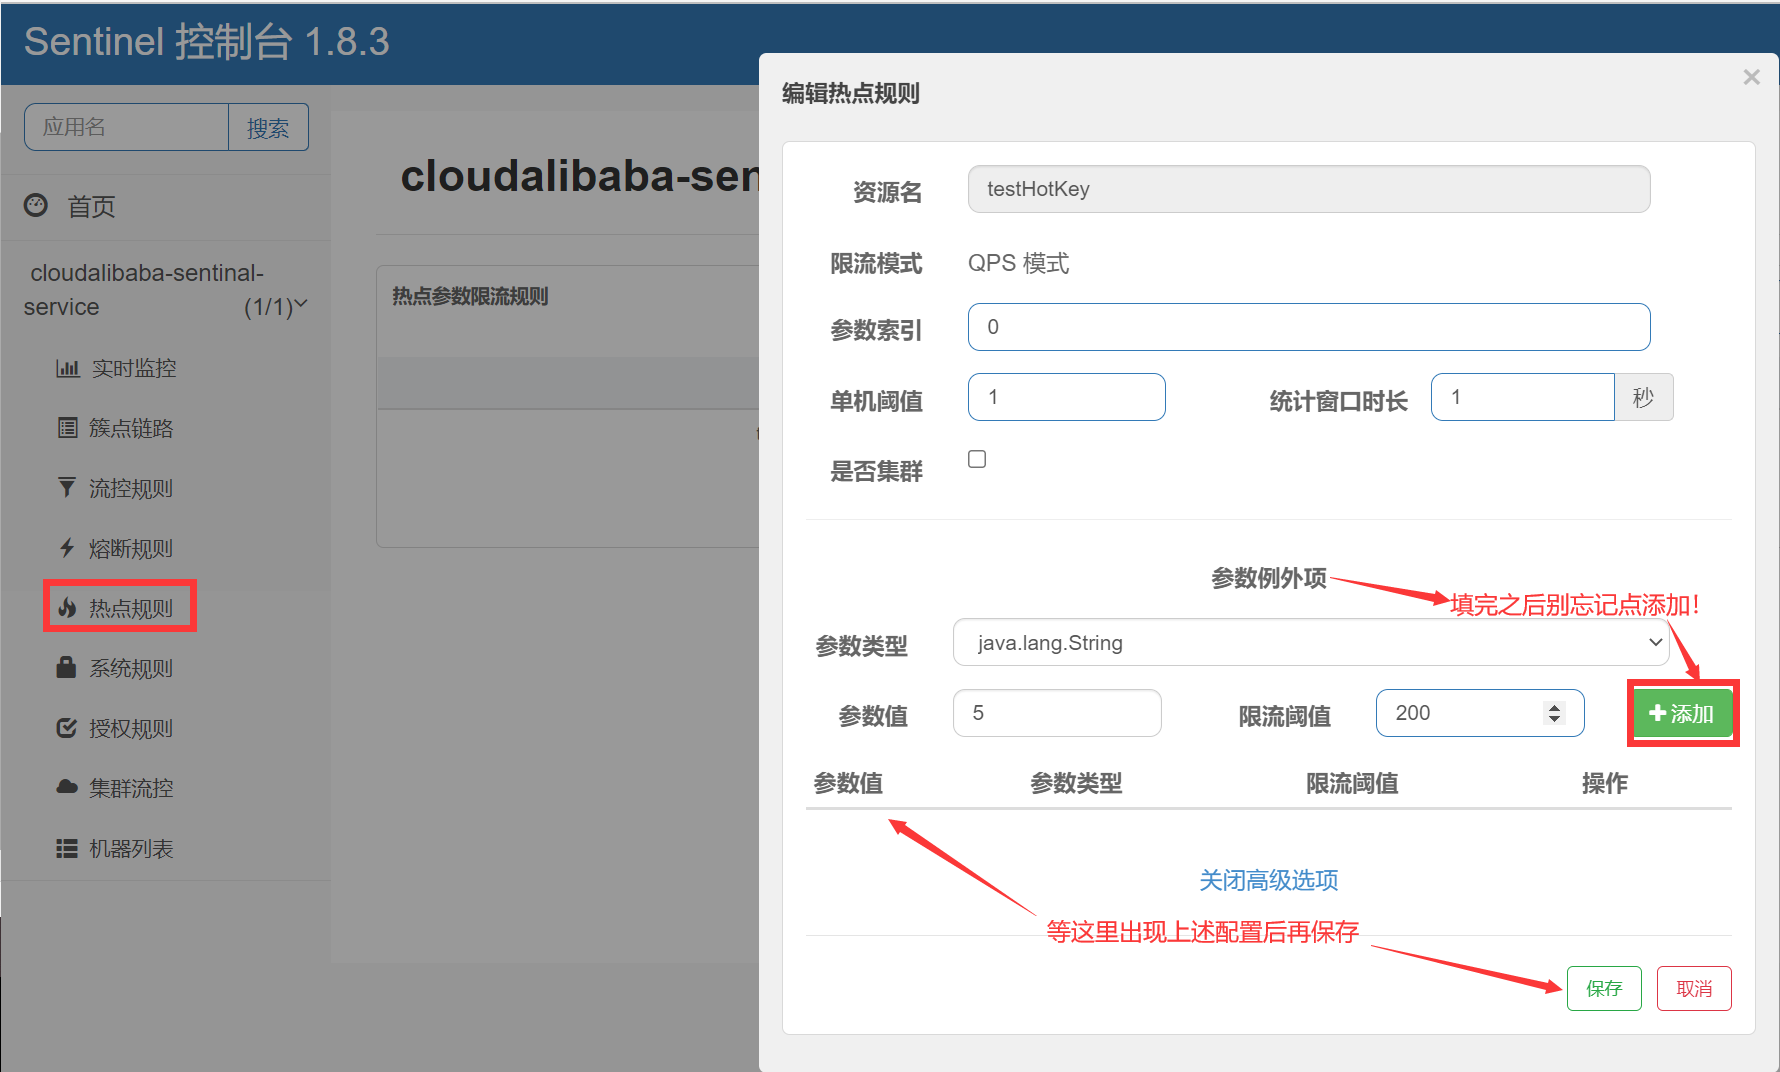 Sentinel 控制台 1.8.3
应用名 搜索
首页
cloudalibaba-sentinal-
service (1/1)
实时监控
簇点链路
流控规则
熔断规则
热点规则
系统规则
授权规则
集群流控
机器列表
cloudalibaba-sen
热点参数限流规则
编辑热点规则 ×
资源名 testHotKey
限流模式 QPS 模式
参数索引 0
单机阈值 1 统计窗口时长 1 秒
是否集群
参数例外项
填完之后别忘记点添加！
参数类型 java.lang.String
参数值 5 限流阈值 200 添加
参数值 参数类型 限流阈值 操作
关闭高级选项
等这里出现上述配置后再保存
保存 取消